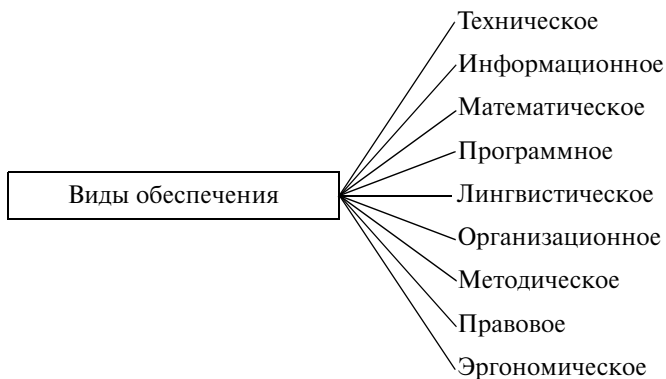 Техническое
Информационное
Математическое
Программное
Виды обеспечения
Лингвистическое
Организационное
Методическое
Правовое
Эргономическое